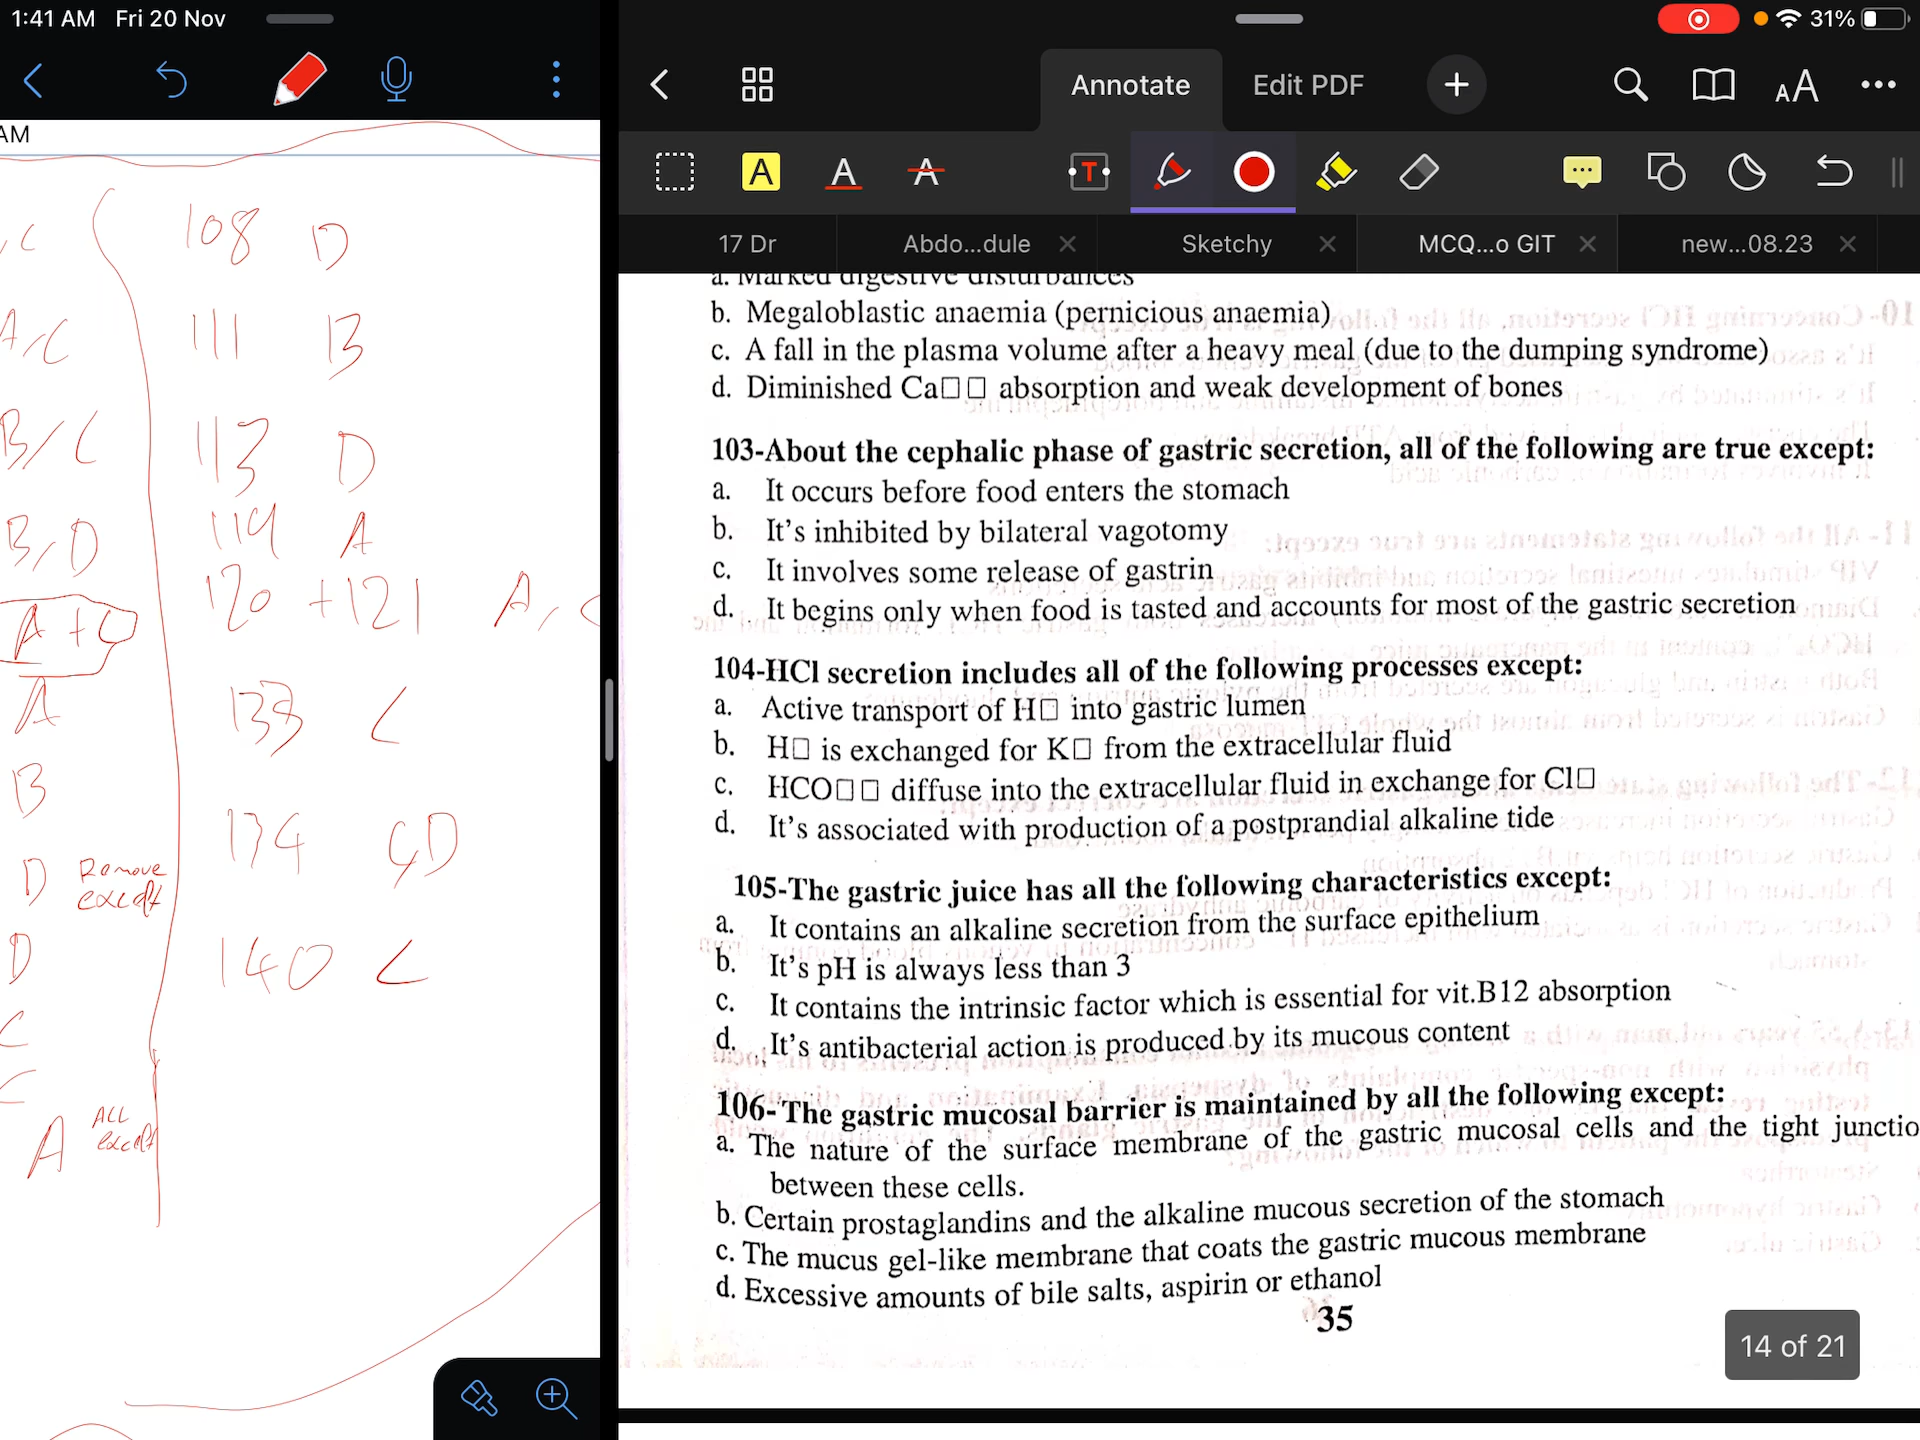 1:41 AM Fri 20 Nov
AM
108 D
A/C
111 B
B/C
113 D
B/D
114 A
A+C
120 +121 A,C
A
133 C
B
134 C,D
D Remove except
D
140 C
C
C
A ALL except
31%
Annotate Edit PDF
AA
A A A T
17 Dr Abdo...dule Sketchy MCQ...o GIT new...08.23
a. Marked digestive disturbances
b. Megaloblastic anaemia (pernicious anaemia)
c. A fall in the plasma volume after a heavy meal (due to the dumping syndrome)
d. Diminished Ca□□ absorption and weak development of bones
103-About the cephalic phase of gastric secretion, all of the following are true except:
a. It occurs before food enters the stomach
b. It's inhibited by bilateral vagotomy
c. It involves some release of gastrin
d. It begins only when food is tasted and accounts for most of the gastric secretion
104-HCl secretion includes all of the following processes except:
a. Active transport of H□ into gastric lumen
b. H□ is exchanged for K□ from the extracellular fluid
c. HCO□□ diffuse into the extracellular fluid in exchange for Cl□
d. It's associated with production of a postprandial alkaline tide
105-The gastric juice has all the following characteristics except:
a. It contains an alkaline secretion from the surface epithelium
b. It's pH is always less than 3
c. It contains the intrinsic factor which is essential for vit.B12 absorption
d. It's antibacterial action is produced by its mucous content
106-The gastric mucosal barrier is maintained by all the following except:
a. The nature of the surface membrane of the gastric mucosal cells and the tight junctio
between these cells.
b. Certain prostaglandins and the alkaline mucous secretion of the stomach
c. The mucus gel-like membrane that coats the gastric mucous membrane
d. Excessive amounts of bile salts, aspirin or ethanol
35
14 of 21